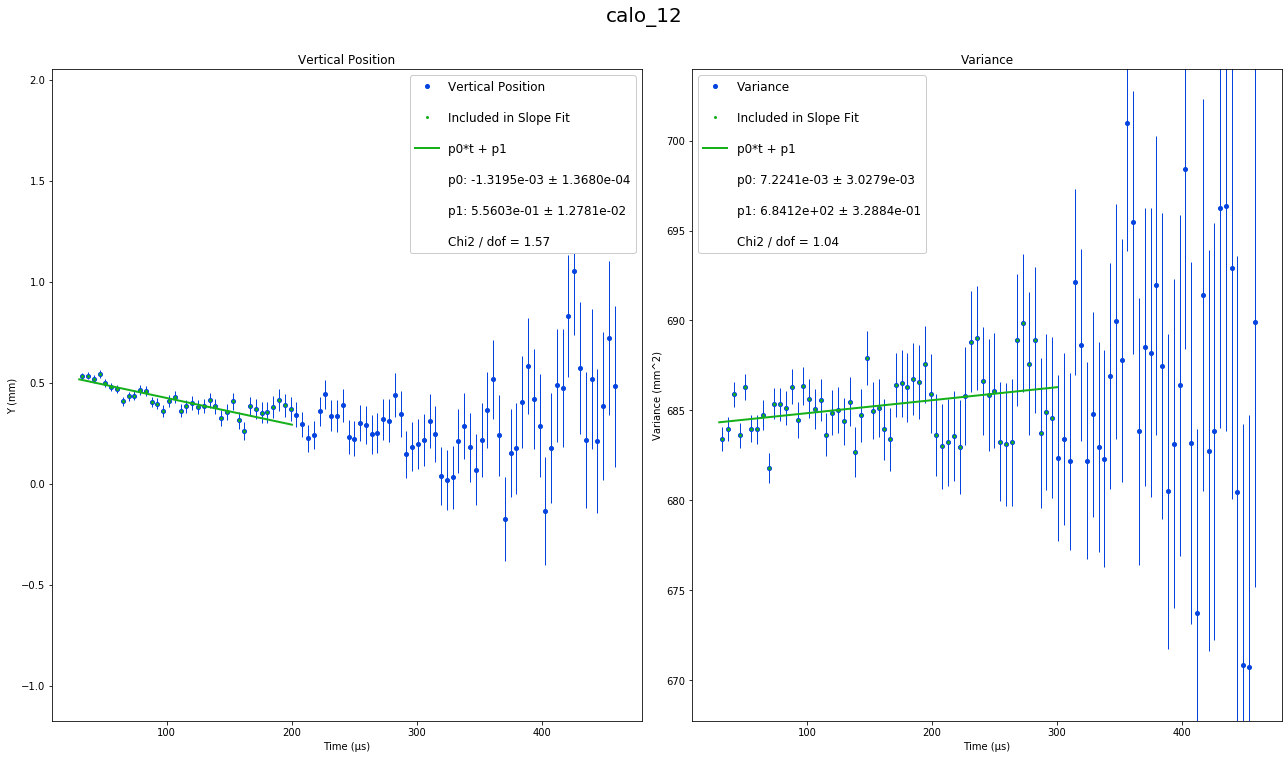 calo_12
Vertical Position
Vertical Position
Included in Slope Fit
p0*t + p1
p0: -1.3195e-03 ± 1.3680e-04
p1: 5.5603e-01 ± 1.2781e-02
Chi2 / dof = 1.57
2.0
1.5
1.0
0.5
0.0
−0.5
−1.0
Y (mm)
100
200
300
400
Time (μs)
Variance
Variance
Included in Slope Fit
p0*t + p1
p0: 7.2241e-03 ± 3.0279e-03
p1: 6.8412e+02 ± 3.2884e-01
Chi2 / dof = 1.04
700
695
690
685
680
675
670
Variance (mm^2)
100
200
300
400
Time (μs)